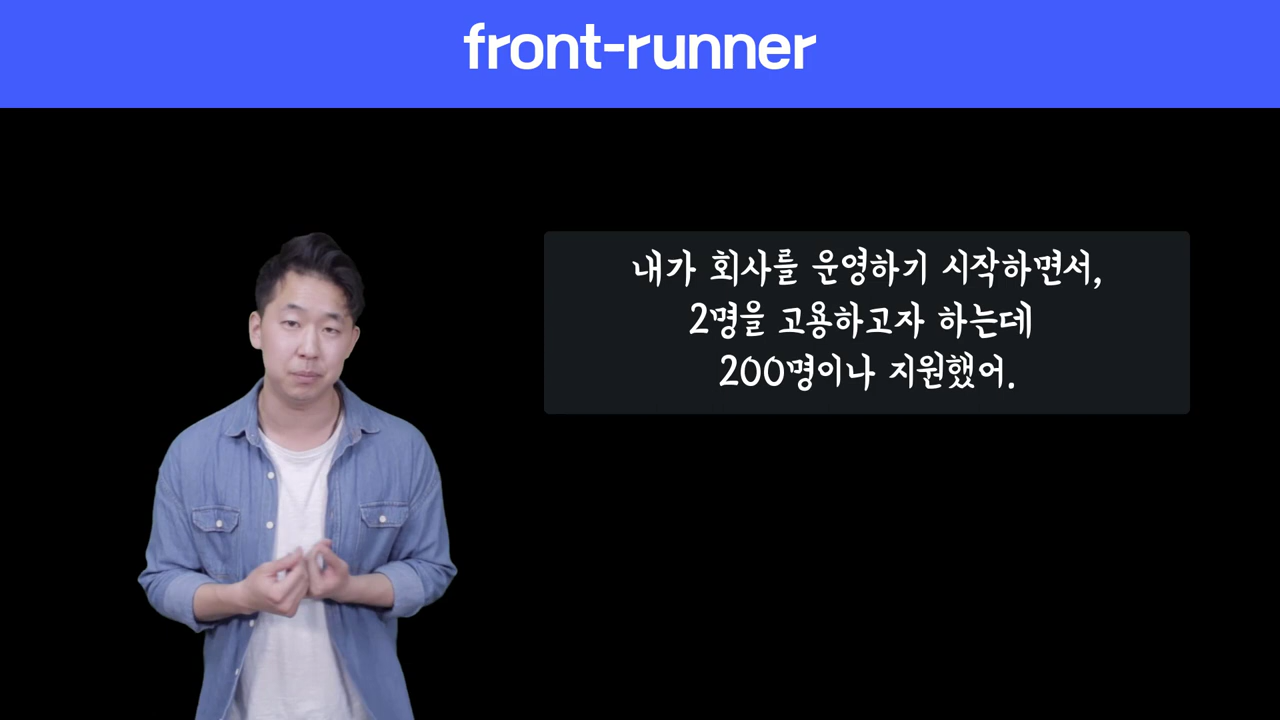 front-runner
내가 회사를 운영하기 시작하면서,
2명을 고용하고자 하는데
200명이나 지원했어.